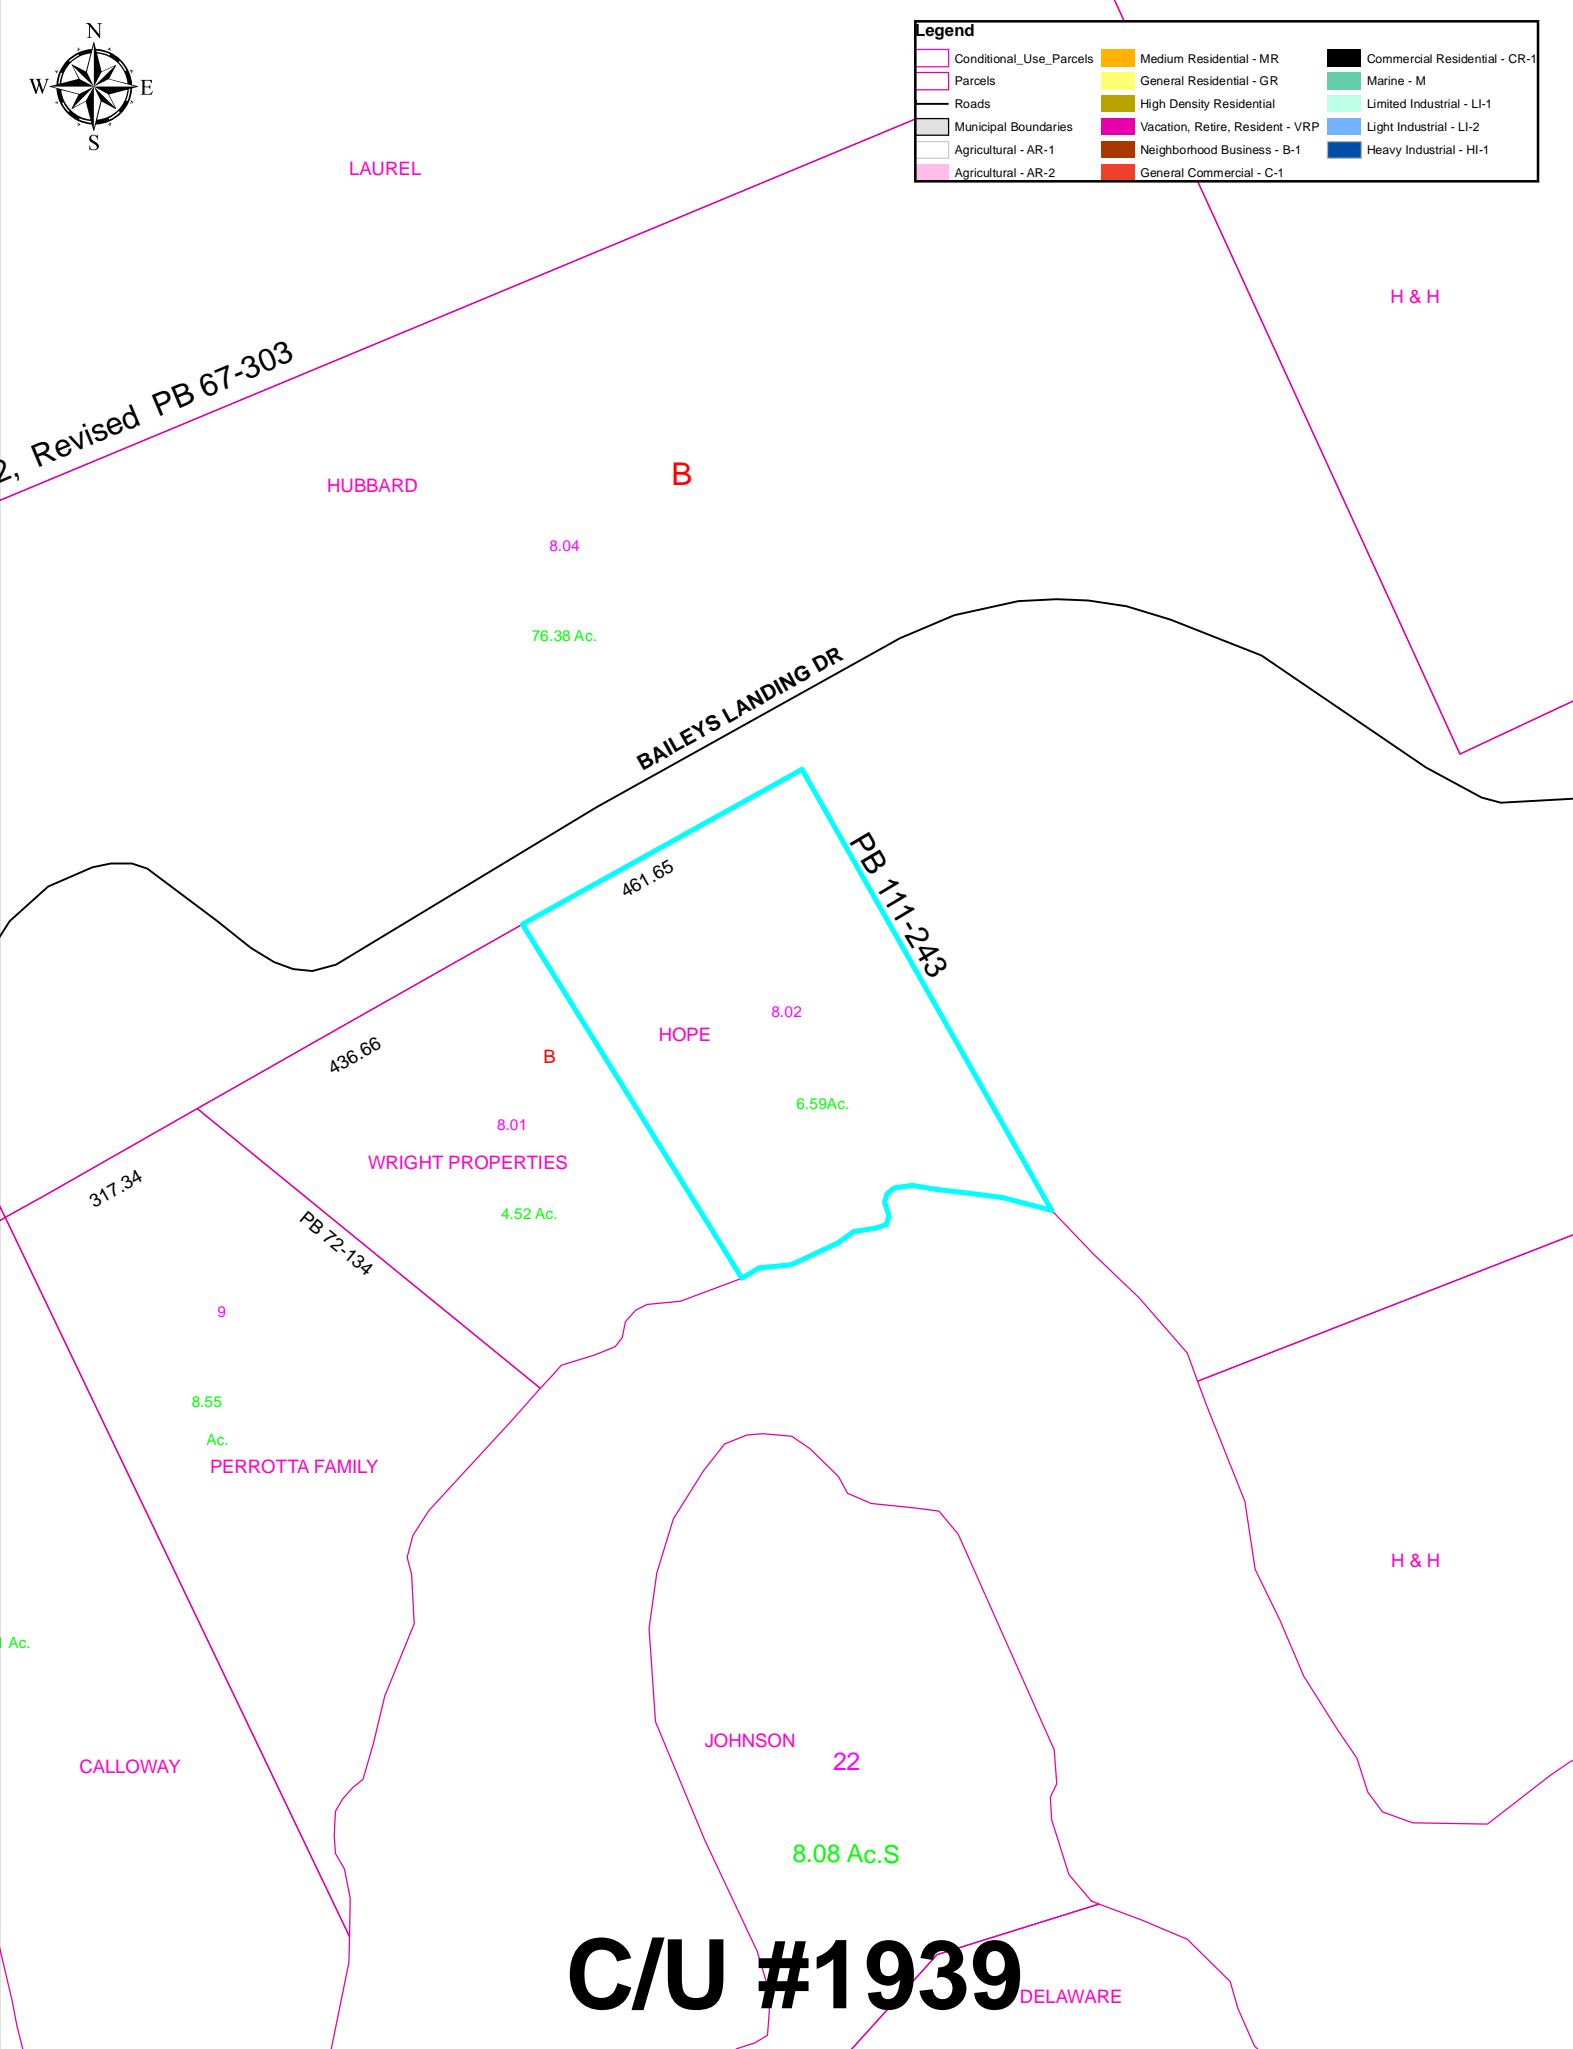 N
W E
S
Legend
Conditional_Use_Parcels
Parcels
Roads
Municipal Boundaries
Agricultural - AR-1
Agricultural - AR-2
Medium Residential - MR
General Residential - GR
High Density Residential
Vacation, Retire, Resident - VRP
Neighborhood Business - B-1
General Commercial - C-1
Commercial Residential - CR-1
Marine - M
Limited Industrial - LI-1
Light Industrial - LI-2
Heavy Industrial - HI-1
LAUREL
H & H
2, Revised PB 67-303
HUBBARD
B
8.04
76.38 Ac.
BAILEYS LANDING DR
461.65
PB 111-243
8.02
HOPE
6.59Ac.
436.66
B
8.01
WRIGHT PROPERTIES
4.52 Ac.
317.34
PB 72-134
9
8.55
Ac.
PERROTTA FAMILY
H & H
Ac.
JOHNSON
22
CALLOWAY
8.08 Ac.S
C/U #1939
DELAWARE